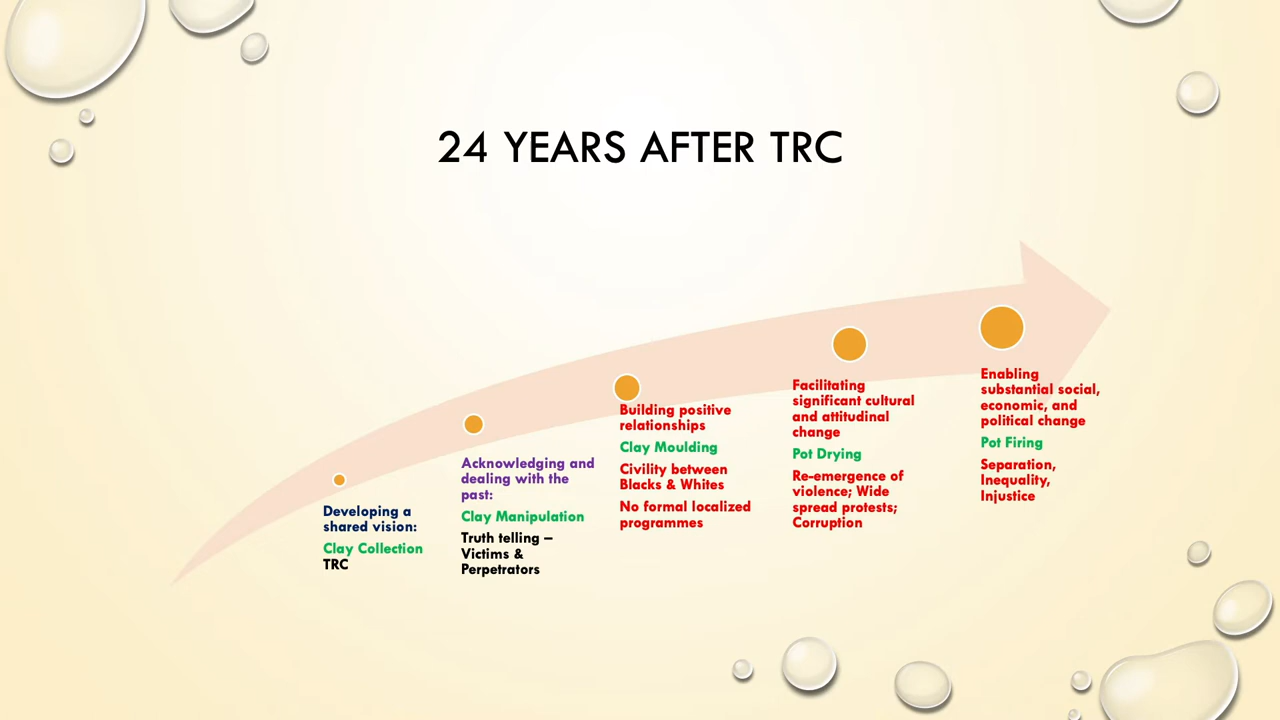 24 YEARS AFTER TRC
Developing a
shared vision:
Clay Collection
TRC
Acknowledging and
dealing with the
past:
Clay Manipulation
Truth telling –
Victims &
Perpetrators
Building positive
relationships
Clay Moulding
Civility between
Blacks & Whites
No formal localized
programmes
Facilitating
significant cultural
and attitudinal
change
Pot Drying
Re-emergence of
violence; Wide
spread protests;
Corruption
Enabling
substantial social,
economic, and
political change
Pot Firing
Separation,
Inequality,
Injustice